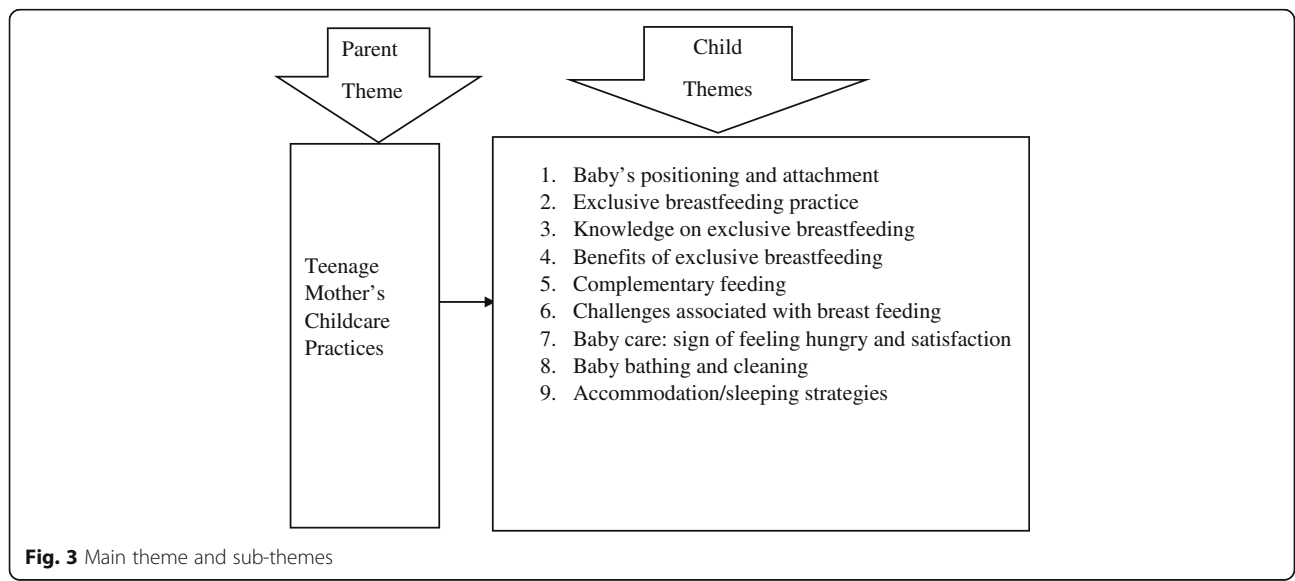 Parent
Theme
Child
Themes
Teenage
Mother's
Childcare
Practices
1. Baby's positioning and attachment
2. Exclusive breastfeeding practice
3. Knowledge on exclusive breastfeeding
4. Benefits of exclusive breastfeeding
5. Complementary feeding
6. Challenges associated with breast feeding
7. Baby care: sign of feeling hungry and satisfaction
8. Baby bathing and cleaning
9. Accommodation/sleeping strategies
Fig. 3 Main theme and sub-themes